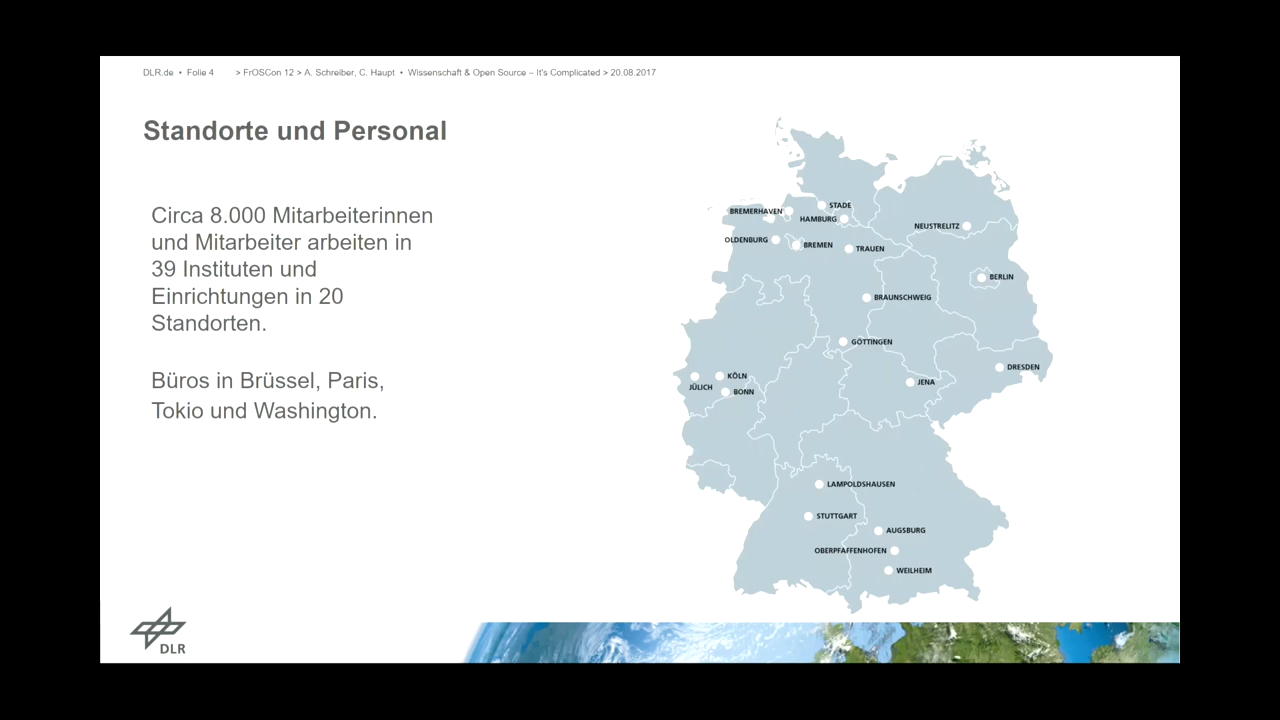 DLR.de • Folie 4 > FrOSCon 12 > A. Schreiber, C. Haupt • Wissenschaft & Open Source – It's Complicated > 20.08.2017
Standorte und Personal
Circa 8.000 Mitarbeiterinnen
und Mitarbeiter arbeiten in
39 Instituten und
Einrichtungen in 20
Standorten.
Büros in Brüssel, Paris,
Tokio und Washington.
STADE
BREMERHAVEN
HAMBURG
NEUSTRELITZ
OLDENBURG
BREMEN
TRAUEN
BERLIN
BRAUNSCHWEIG
GÖTTINGEN
DRESDEN
KÖLN
JÜLICH
BONN
JENA
LAMPOLDSHAUSEN
STUTTGART
AUGSBURG
OBERPFAFFENHOFEN
WEILHEIM
DLR